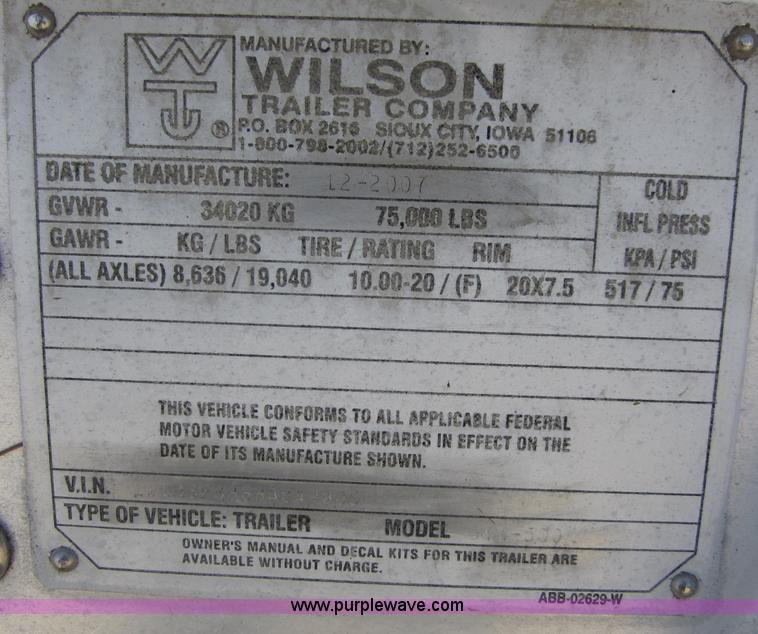 WT
®
MANUFACTURED BY:
WILSON
TRAILER COMPANY
P.O. BOX 2616 SIOUX CITY, IOWA 51106
1-800-798-2002/(712)252-6500
DATE OF MANUFACTURE: 12-2007
COLD
GVWR - 34020 KG 75,000 LBS
INFL PRESS
GAWR - KG / LBS TIRE / RATING RIM
KPA / PSI
(ALL AXLES) 8,636 / 19,040 10.00-20 / (F) 20X7.5 517 / 75
THIS VEHICLE CONFORMS TO ALL APPLICABLE FEDERAL
MOTOR VEHICLE SAFETY STANDARDS IN EFFECT ON THE
DATE OF ITS MANUFACTURE SHOWN.
V.I.N.
TYPE OF VEHICLE: TRAILER MODEL
OWNER'S MANUAL AND DECAL KITS FOR THIS TRAILER ARE
AVAILABLE WITHOUT CHARGE.
ABB-02629-W
www.purplewave.com